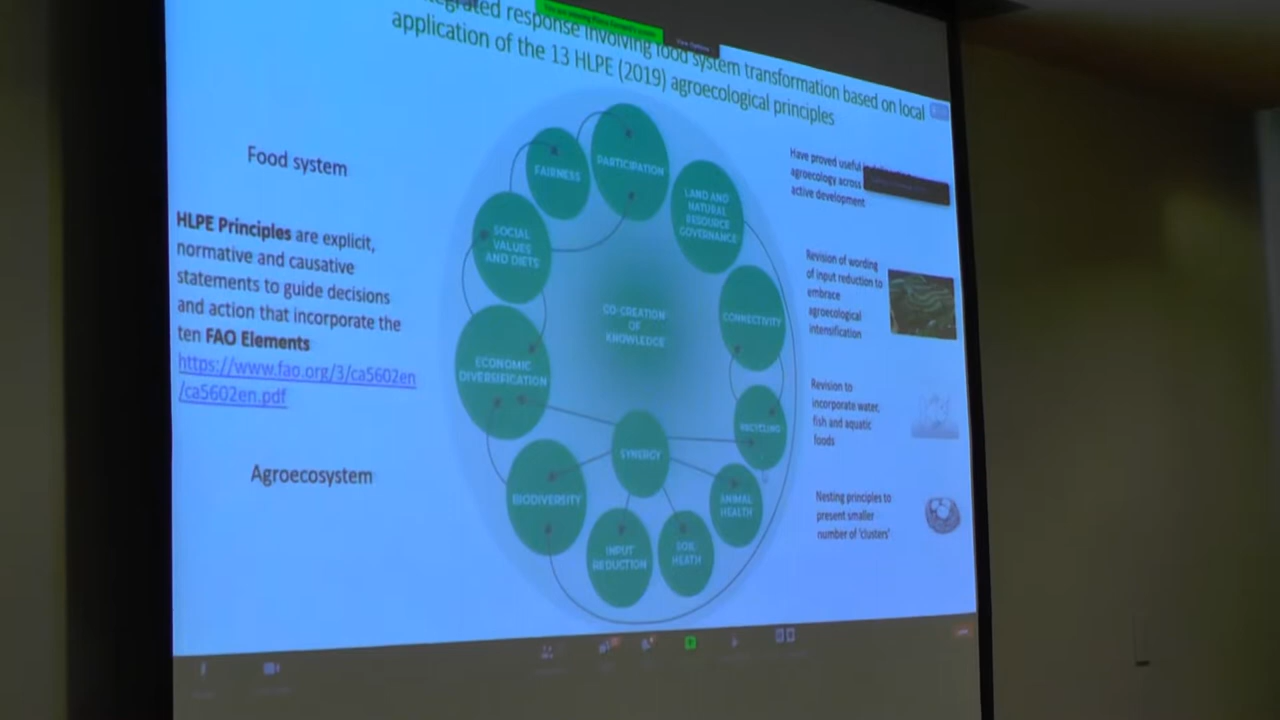 egrated response involving food system transformation based on local
application of the 13 HLPE (2019) agroecological principles
View Options
Food system
HLPE Principles are explicit,
normative and causative
statements to guide decisions
and action that incorporate the
ten FAO Elements
https://www.fao.org/3/ca5602en
/ca5602en.pdf
Agroecosystem
PARTICIPATION
FAIRNESS
LAND AND
NATURAL
RESOURCE
GOVERNANCE
SOCIAL
VALUES
AND DIETS
CONNECTIVITY
CO-CREATION
OF
KNOWLEDGE
ECONOMIC
DIVERSIFICATION
RECYCLING
SYNERGY
BIODIVERSITY
ANIMAL
HEALTH
INPUT
REDUCTION
SOIL
HEATH
Have proved useful
agroecology across
active development
Revision of wording
of input reduction to
embrace
agroecological
intensification
Revision to
incorporate water,
fish and aquatic
foods
Nesting principles to
present smaller
number of 'clusters'